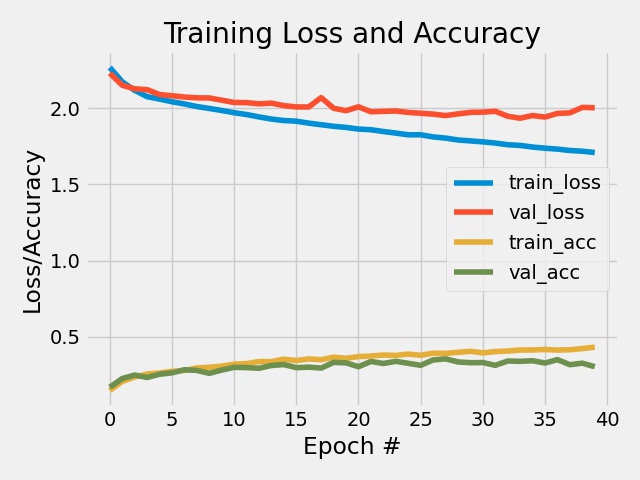 Training Loss and Accuracy
Loss/Accuracy
2.0
1.5
1.0
0.5
train_loss
val_loss
train_acc
val_acc
0 5 10 15 20 25 30 35 40
Epoch #